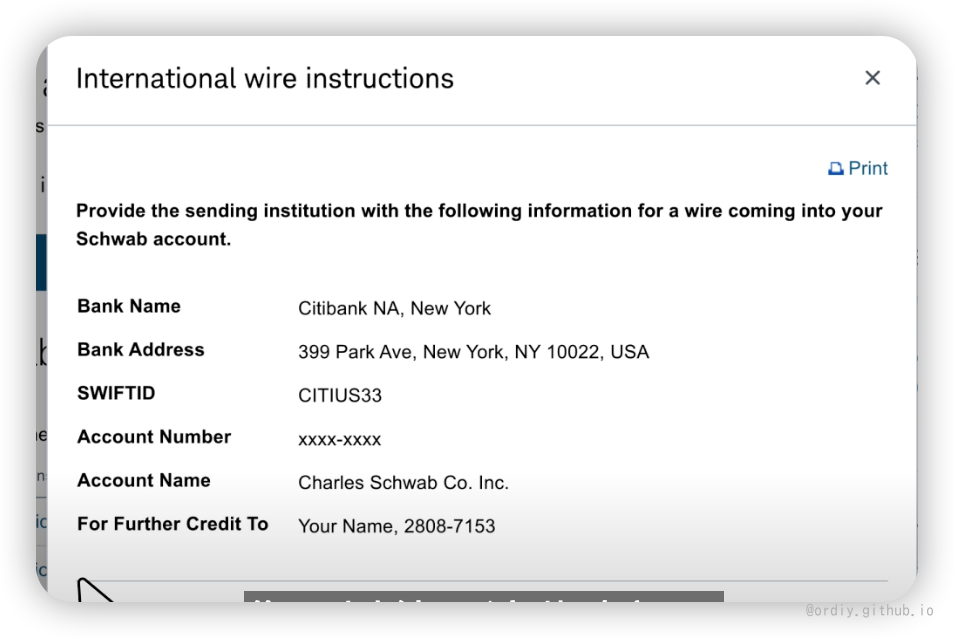 International wire instructions
Print
Provide the sending institution with the following information for a wire coming into your
Schwab account.
Bank Name Citibank NA, New York
Bank Address 399 Park Ave, New York, NY 10022, USA
SWIFTID CITIUS33
Account Number xxxx-xxxx
Account Name Charles Schwab Co. Inc.
For Further Credit To Your Name, 2808-7153
@ordiy.github.io